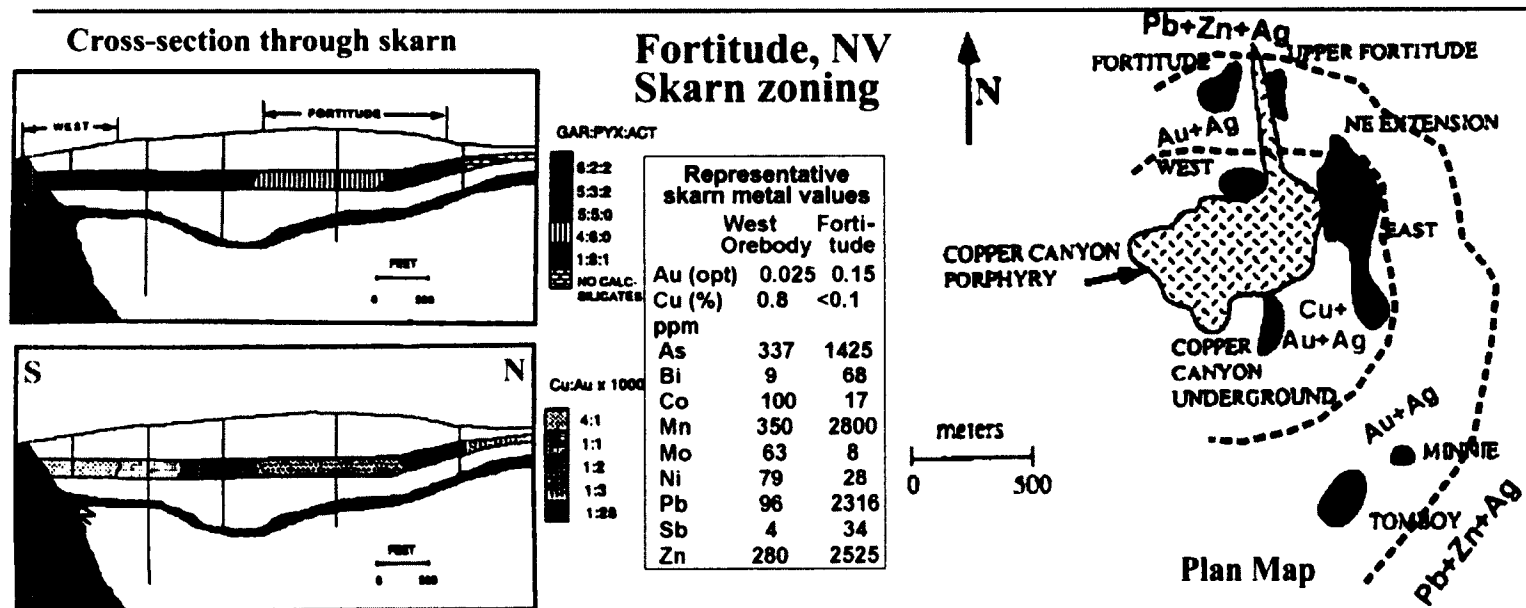 Cross-section through skarn
WEST
FORTITUDE
S
N
FEET
0 500
FEET
0 500
Fortitude, NV
Skarn zoning
GAR:PYX:ACT
6:2:2
5:3:2
5:5:0
4:6:0
1:8:1
NO CALC-
SILICATES
Cu:Au x 1000
4:1
1:1
1:2
1:3
1:28
Representative
skarn metal values
West Forti-
Orebody tude
Au (opt) 0.025 0.15
Cu (%) 0.8 <0.1
ppm
As 337 1425
Bi 9 68
Co 100 17
Mn 350 2800
Mo 63 8
Ni 79 28
Pb 96 2316
Sb 4 34
Zn 280 2525
N
Pb+Zn+Ag
FORTITUDE
UPPER FORTITUDE
Au+Ag
NE EXTENSION
WEST
EAST
COPPER CANYON
PORPHYRY
Cu+
Au+Ag
COPPER
CANYON
UNDERGROUND
meters
0 300
Au+Ag
MINNIE
TOMBOY
Pb+Zn+Ag
Plan Map